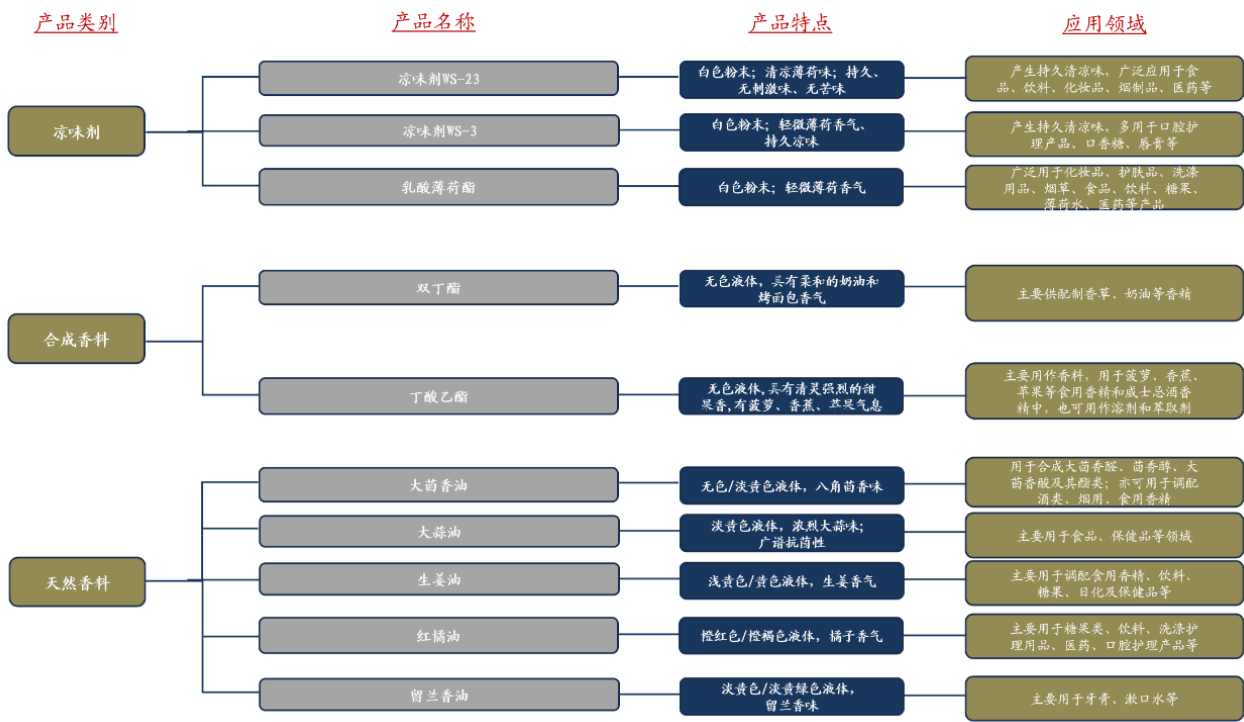 产品类别
产品名称
产品特点
应用领域
凉味剂
凉味剂WS-23
白色粉末；清凉薄荷味；持久、
无刺激味、无苦味
产生持久清凉味，广泛应用于食
品、饮料、化妆品、烟制品、医药等
凉味剂WS-3
白色粉末；轻微薄荷香气、
持久凉味
产生持久清凉味，多用于口腔护
理产品、口香糖、唇膏等
乳酸薄荷酯
白色粉末；轻微薄荷香气
广泛用于化妆品、护肤品、洗涤
用品、烟草、食品、饮料、糖果、
薄荷水、医药等产品
合成香料
双丁酯
无色液体，具有柔和的奶油和
烤面包香气
主要供配制香草、奶油等香精
丁酸乙酯
无色液体,具有清灵强烈的甜
果香,有菠萝、香蕉、苹果气息
主要用作香料，用于菠萝、香蕉、
苹果等食用香精和威士忌酒香
精中，也可用作溶剂和萃取剂
天然香料
大茴香油
无色/淡黄色液体，八角茴香味
用于合成大茴香醛、茴香醇、大
茴香酸及其酯类；亦可用于调配
酒类、烟用、食用香精
大蒜油
淡黄色液体，浓烈大蒜味；
广谱抗菌性
主要用于食品、保健品等领域
生姜油
浅黄色/黄色液体，生姜香气
主要用于调配食用香精、饮料、
糖果、日化及保健品等
红橘油
橙红色/橙褐色液体，橘子香气
主要用于糖果类、饮料、洗涤护
理用品、医药、口腔护理产品等
留兰香油
淡黄色/淡黄绿色液体，
留兰香味
主要用于牙膏、漱口水等